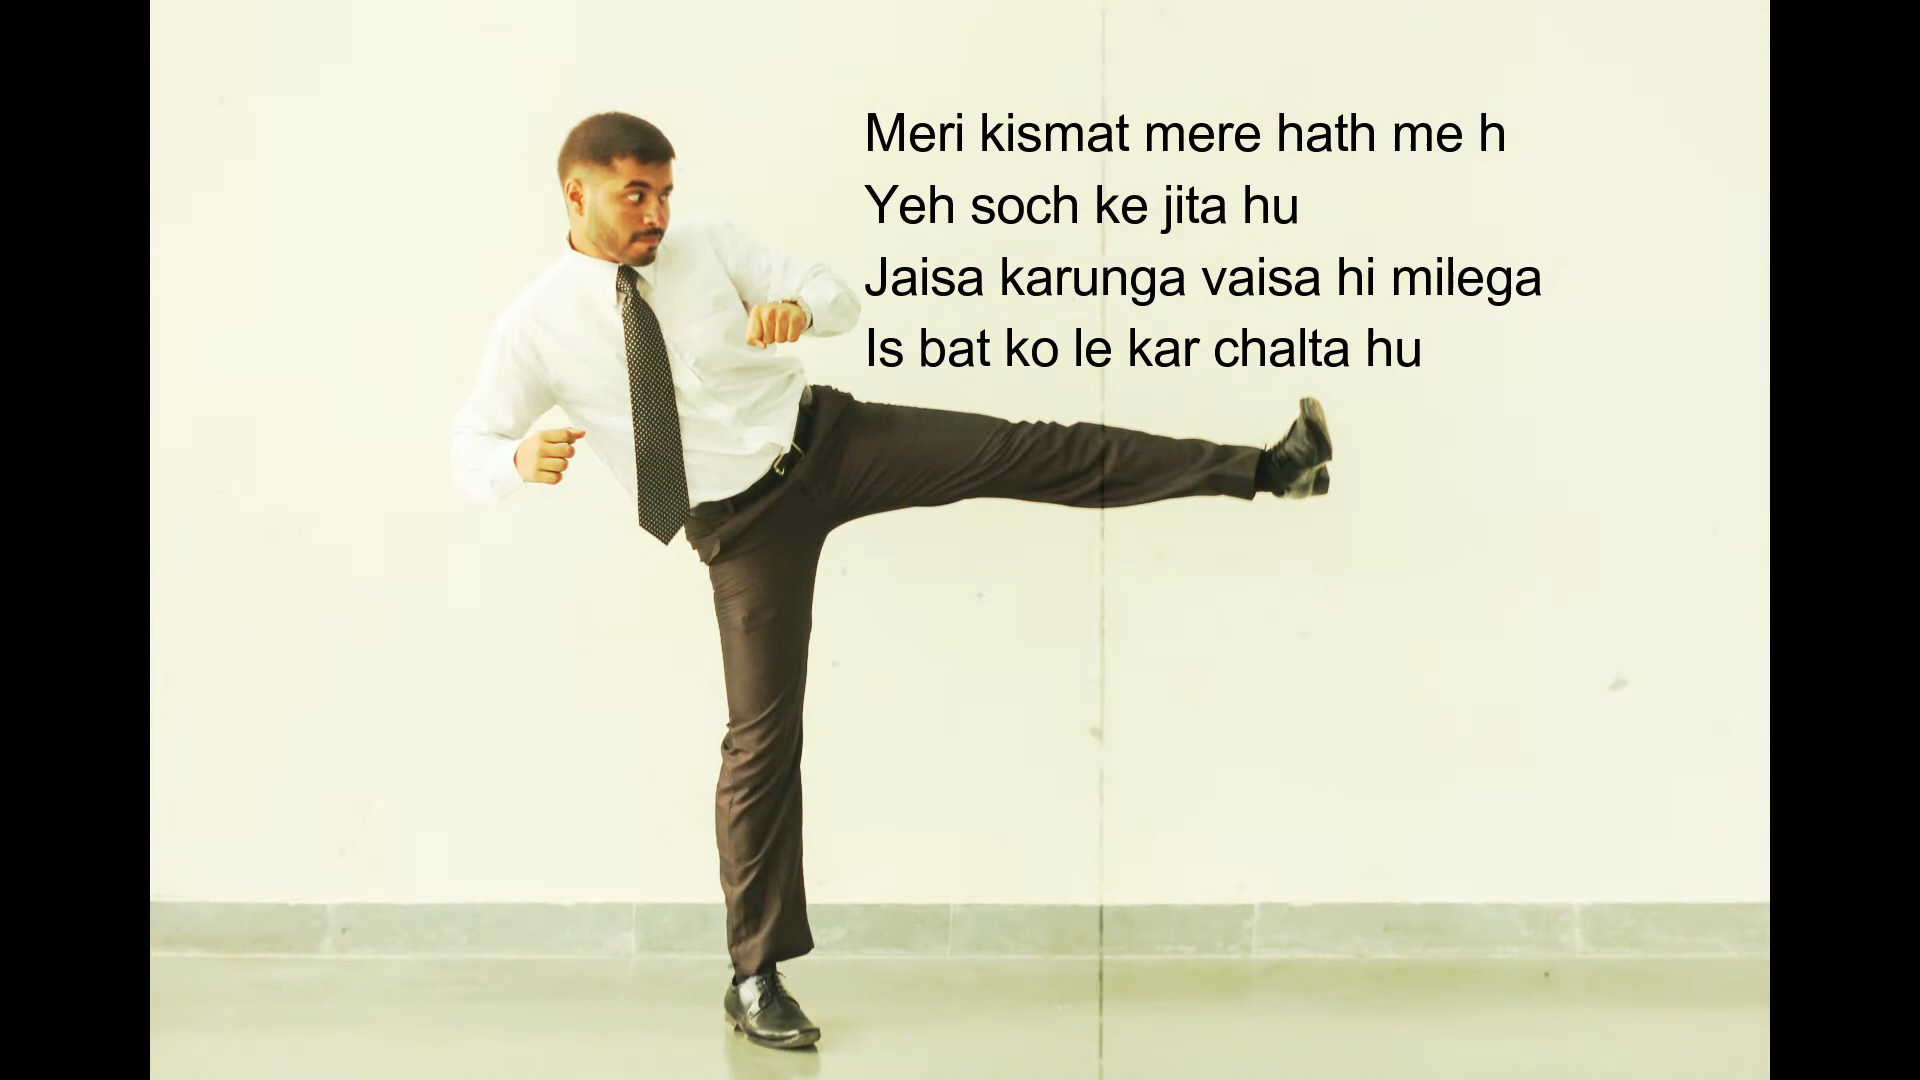 Meri kismat mere hath me h
Yeh soch ke jita hu
Jaisa karunga vaisa hi milega
Is bat ko le kar chalta hu